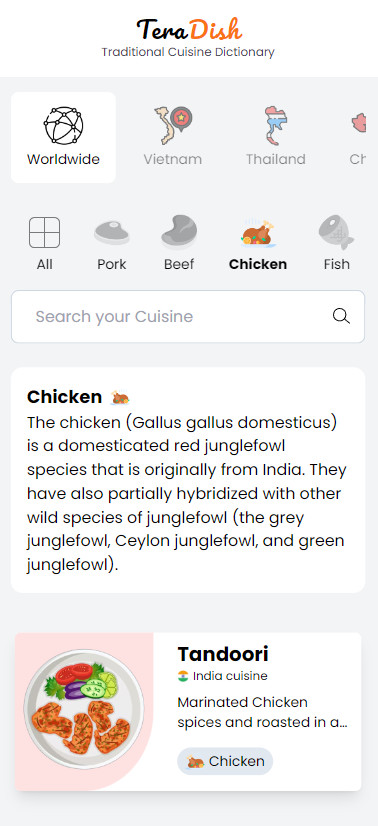 TeraDish
Traditional Cuisine Dictionary
Worldwide
Vietnam
Thailand
Ch
All
Pork
Beef
Chicken
Fish
Search your Cuisine
Chicken
The chicken (Gallus gallus domesticus)
is a domesticated red junglefowl
species that is originally from India. They
have also partially hybridized with other
wild species of junglefowl (the grey
junglefowl, Ceylon junglefowl, and green
junglefowl).
Tandoori
India cuisine
Marinated Chicken
spices and roasted in a...
Chicken